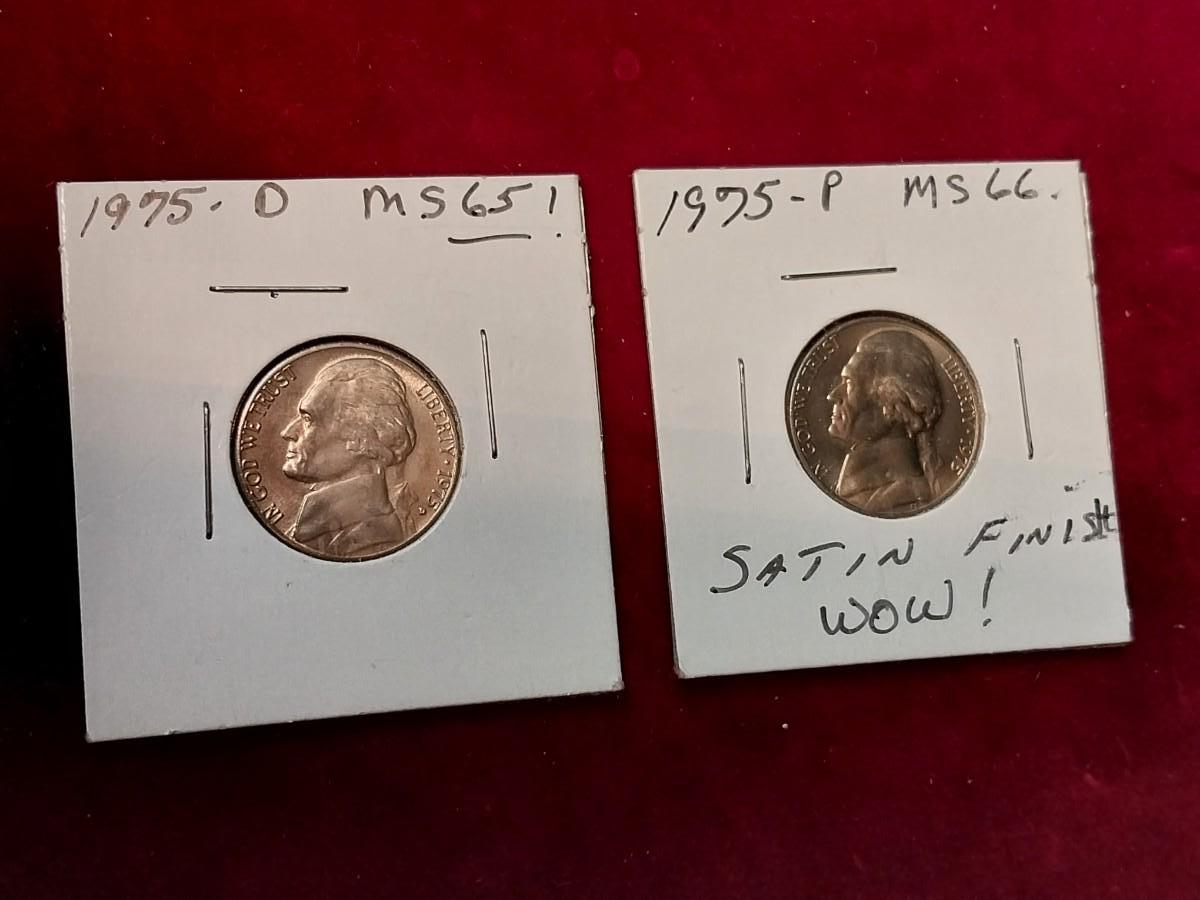 1975-D MS65!
IN GOD WE TRUST
LIBERTY · 1975
1975-P MS66.
IN GOD WE TRUST
LIBERTY · 1975
SATIN FINISH
WOW!